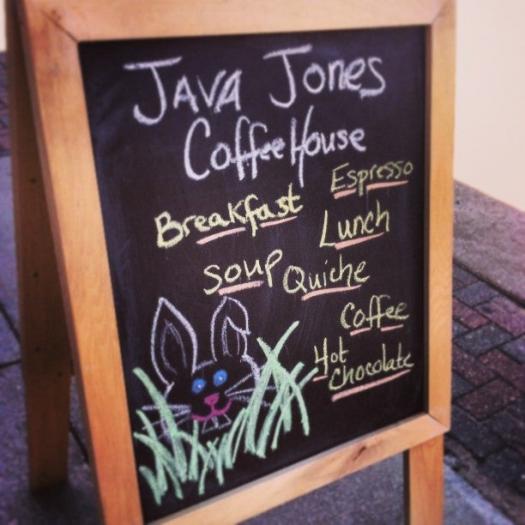 JAVA JONES
Coffee House
Espresso
Breakfast
Lunch
SOUP Quiche
Coffee
Hot
Chocolate